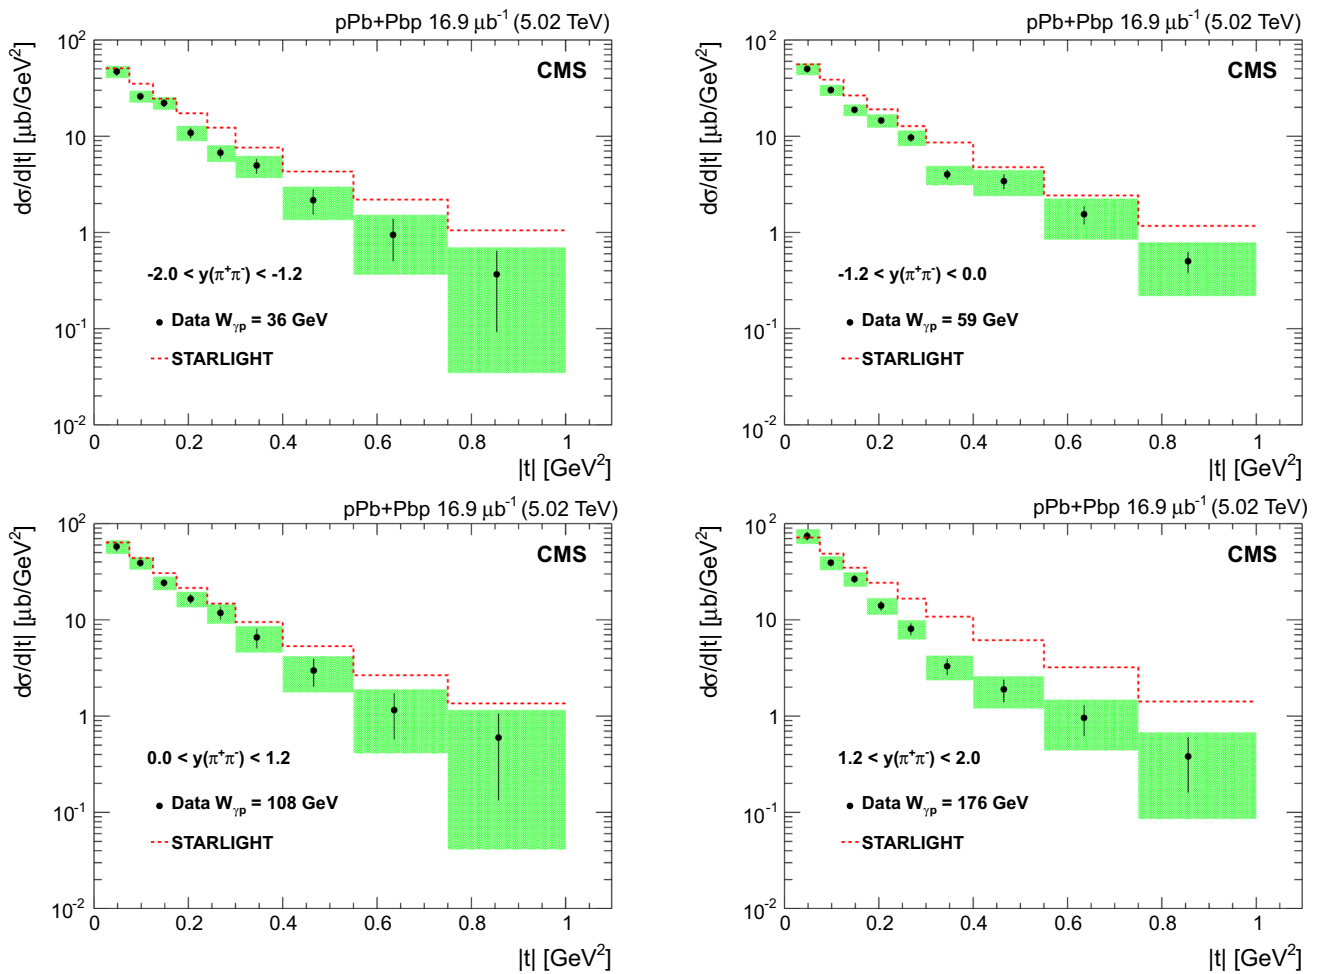 pPb+Pbp 16.9 μb⁻¹ (5.02 TeV)
dσ/d|t| [μb/GeV²]
CMS
10²
10
1
10⁻¹
10⁻²
-2.0 < y(π⁺π⁻) < -1.2
Data Wγp = 36 GeV
STARLIGHT
0 0.2 0.4 0.6 0.8 1
|t| [GeV²]
pPb+Pbp 16.9 μb⁻¹ (5.02 TeV)
dσ/d|t| [μb/GeV²]
CMS
10²
10
1
10⁻¹
10⁻²
-1.2 < y(π⁺π⁻) < 0.0
Data Wγp = 59 GeV
STARLIGHT
0 0.2 0.4 0.6 0.8 1
|t| [GeV²]
pPb+Pbp 16.9 μb⁻¹ (5.02 TeV)
dσ/d|t| [μb/GeV²]
CMS
10²
10
1
10⁻¹
10⁻²
0.0 < y(π⁺π⁻) < 1.2
Data Wγp = 108 GeV
STARLIGHT
0 0.2 0.4 0.6 0.8 1
|t| [GeV²]
pPb+Pbp 16.9 μb⁻¹ (5.02 TeV)
dσ/d|t| [μb/GeV²]
CMS
10²
10
1
10⁻¹
10⁻²
1.2 < y(π⁺π⁻) < 2.0
Data Wγp = 176 GeV
STARLIGHT
0 0.2 0.4 0.6 0.8 1
|t| [GeV²]